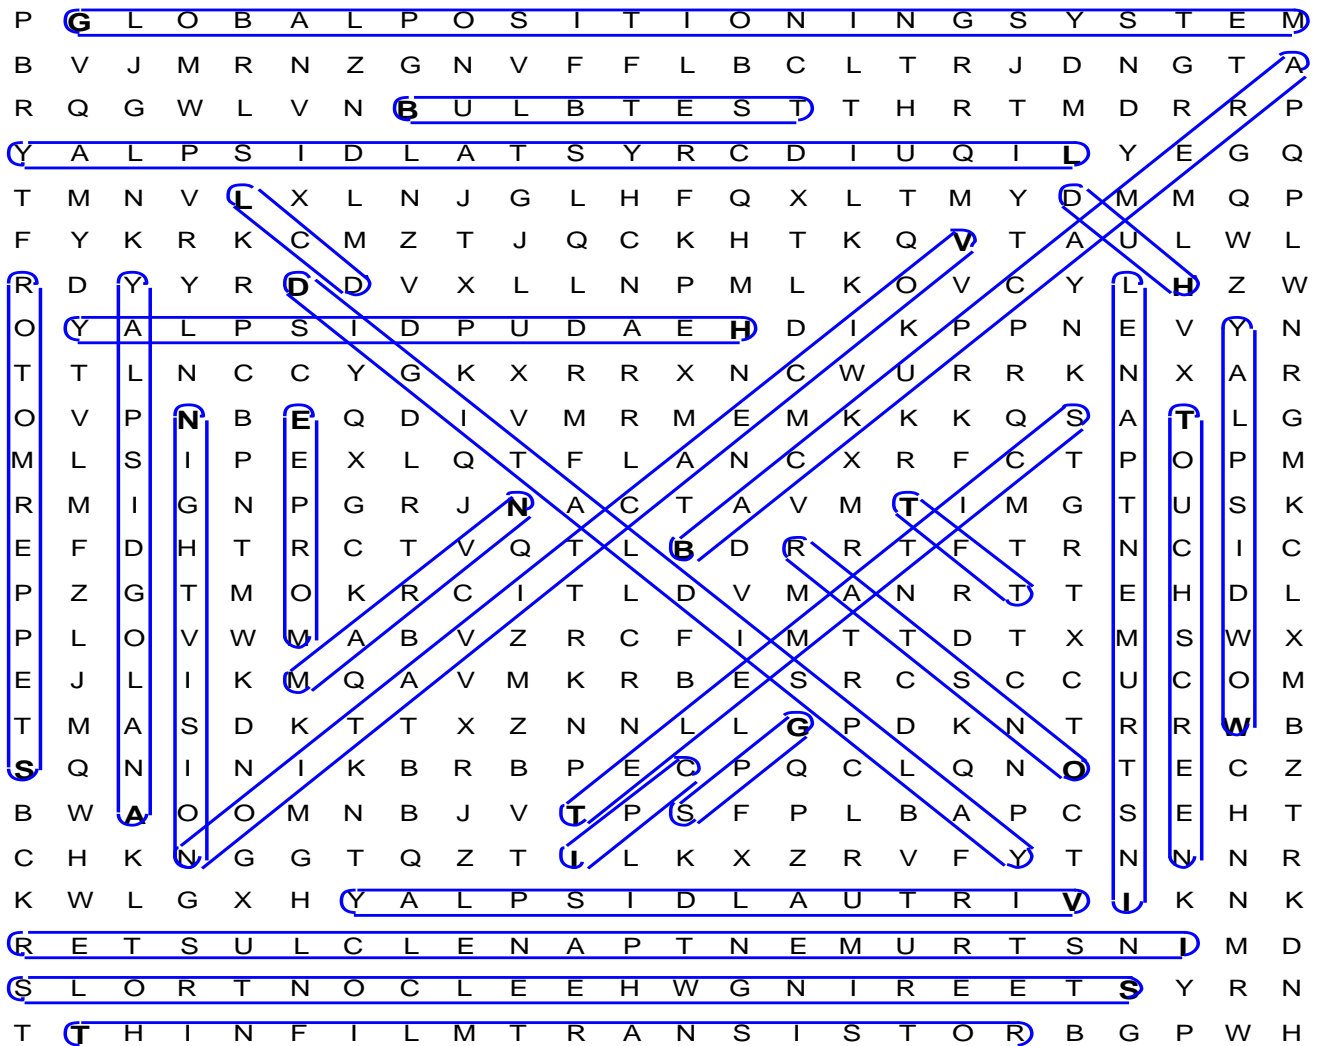 P G L O B A L P O S I T I O N I N G S Y S T E M
B V J M R N Z G N V F F L B C L T R J D N G T A
R Q G W L V N B U L B T E S T T H R T M D R R P
Y A L P S I D L A T S Y R C D I U Q I L Y E G Q
T M N V L X L N J G L H F Q X L T M Y D M M Q P
F Y K R K C M Z T J Q C K H T K Q V T A U L W L
R D Y Y R D D V X L L N P M L K O V C Y L H Z W
O Y A L P S I D P U D A E H D I K P P N E V Y N
T T L N C C Y G K X R R X N C W U R R K N X A R
O V P N B E Q D I V M R M E M K K K Q S A T L G
M L S I P E X L Q T F L A N C X R F C T P O P M
R M I G N P G R J N A C T A V M T I M G T U S K
E F D H T R C T V Q T L B D R R T F T R N C I C
P Z G T M O K R C I T L D V M A N R T T E H D L
P L O V W M A B V Z R C F I M T T D T X M S W X
E J L I K M Q A V M K R B E S R C S C C U C O M
T M A S D K T T X Z N N L L G P D K N T R R W B
S Q N I N I K B R B P E C P Q C L Q N O T E C Z
B W A O O M N B J V T P S F P L B A P C S E H T
C H K N G G T Q Z T I L K X Z R V F Y T N N N R
K W L G X H Y A L P S I D L A U T R I V I K N K
R E T S U L C L E N A P T N E M U R T S N I M D
S L O R T N O C L E E H W G N I R E E T S Y R N
T T H I N F I L M T R A N S I S T O R B G P W H